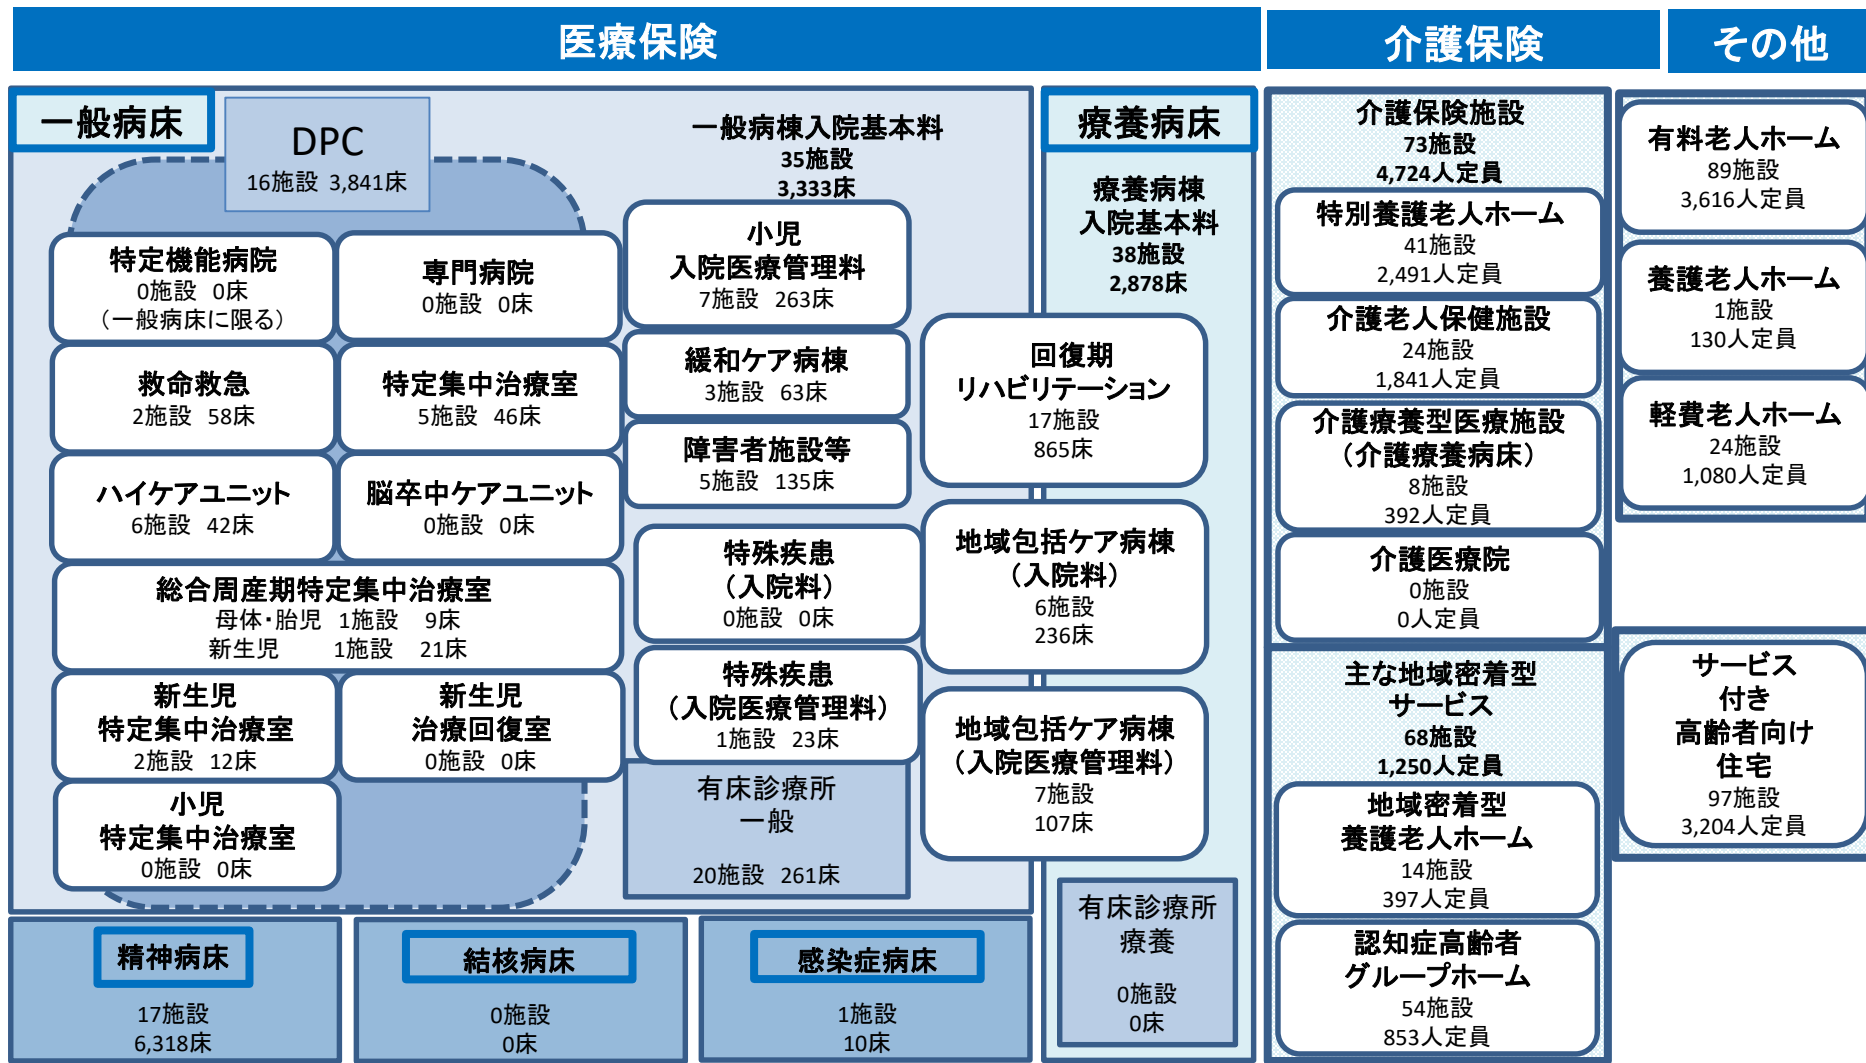 医療保険
介護保険
その他
一般病床
DPC
16施設 3,841床
一般病棟入院基本料
35施設
3,333床
特定機能病院
0施設 0床
（一般病床に限る）
専門病院
0施設 0床
小児
入院医療管理料
7施設 263床
救命救急
2施設 58床
特定集中治療室
5施設 46床
緩和ケア病棟
3施設 63床
ハイケアユニット
6施設 42床
脳卒中ケアユニット
0施設 0床
障害者施設等
5施設 135床
総合周産期特定集中治療室
母体・胎児 1施設 9床
新生児 1施設 21床
特殊疾患
（入院料）
0施設 0床
新生児
特定集中治療室
2施設 12床
新生児
治療回復室
0施設 0床
特殊疾患
（入院医療管理料）
1施設 23床
小児
特定集中治療室
0施設 0床
有床診療所
一般
20施設 261床
療養病床
療養病棟
入院基本料
38施設
2,878床
回復期
リハビリテーション
17施設
865床
地域包括ケア病棟
（入院料）
6施設
236床
地域包括ケア病棟
（入院医療管理料）
7施設
107床
有床診療所
療養
0施設
0床
精神病床
17施設
6,318床
結核病床
0施設
0床
感染症病床
1施設
10床
介護保険施設
73施設
4,724人定員
特別養護老人ホーム
41施設
2,491人定員
介護老人保健施設
24施設
1,841人定員
介護療養型医療施設
（介護療養病床）
8施設
392人定員
介護医療院
0施設
0人定員
主な地域密着型
サービス
68施設
1,250人定員
地域密着型
養護老人ホーム
14施設
397人定員
認知症高齢者
グループホーム
54施設
853人定員
有料老人ホーム
89施設
3,616人定員
養護老人ホーム
1施設
130人定員
軽費老人ホーム
24施設
1,080人定員
サービス
付き
高齢者向け
住宅
97施設
3,204人定員